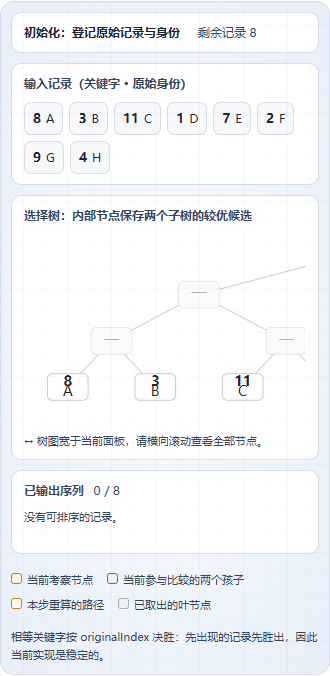 初始化：登记原始记录与身份 剩余记录 8
输入记录（关键字・原始身份）
8 A 3 B 11 C 1 D 7 E 2 F
9 G 4 H
选择树：内部节点保存两个子树的较优候选
—
— —
8 3 11
A B C
↔ 树图宽于当前面板，请横向滚动查看全部节点。
已输出序列 0 / 8
没有可排序的记录。
当前考察节点 当前参与比较的两个孩子
本步重算的路径 已取出的叶节点
相等关键字按 originalIndex 决胜：先出现的记录先胜出，因此
当前实现是稳定的。